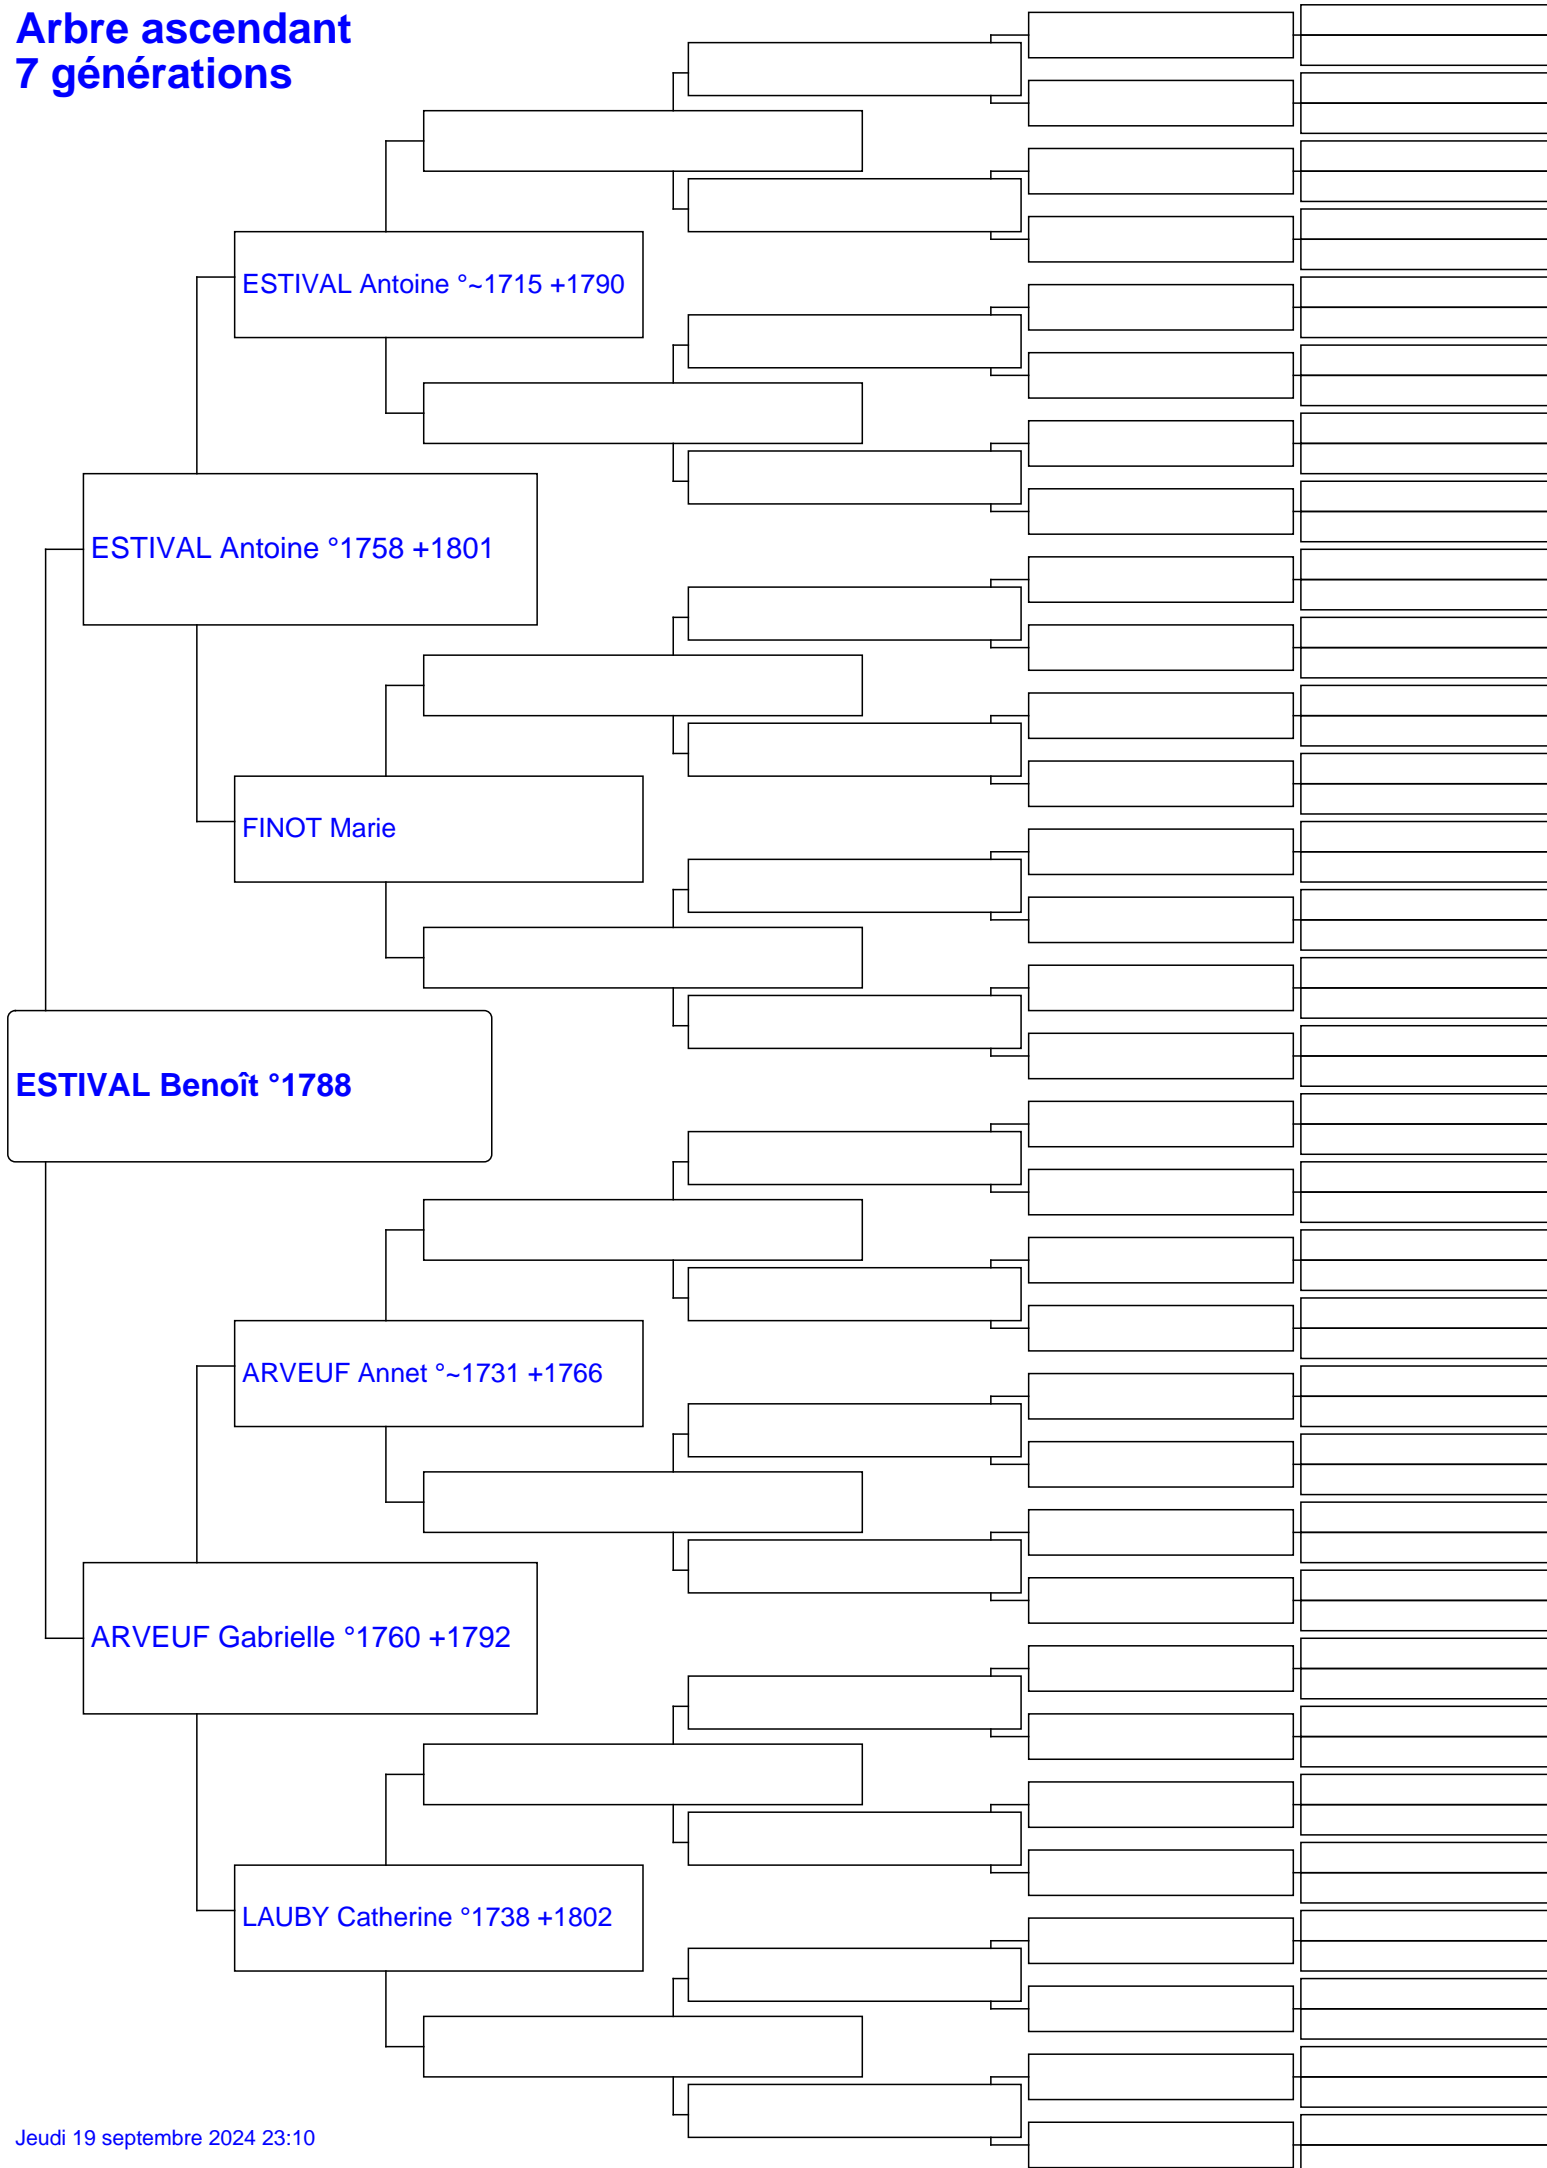 Arbre ascendant
7 générations
ESTIVAL Antoine °~1715 +1790
ESTIVAL Antoine °1758 +1801
FINOT Marie
ESTIVAL Benoît °1788
ARVEUF Annet °~1731 +1766
ARVEUF Gabrielle °1760 +1792
LAUBY Catherine °1738 +1802
Jeudi 19 septembre 2024 23:10